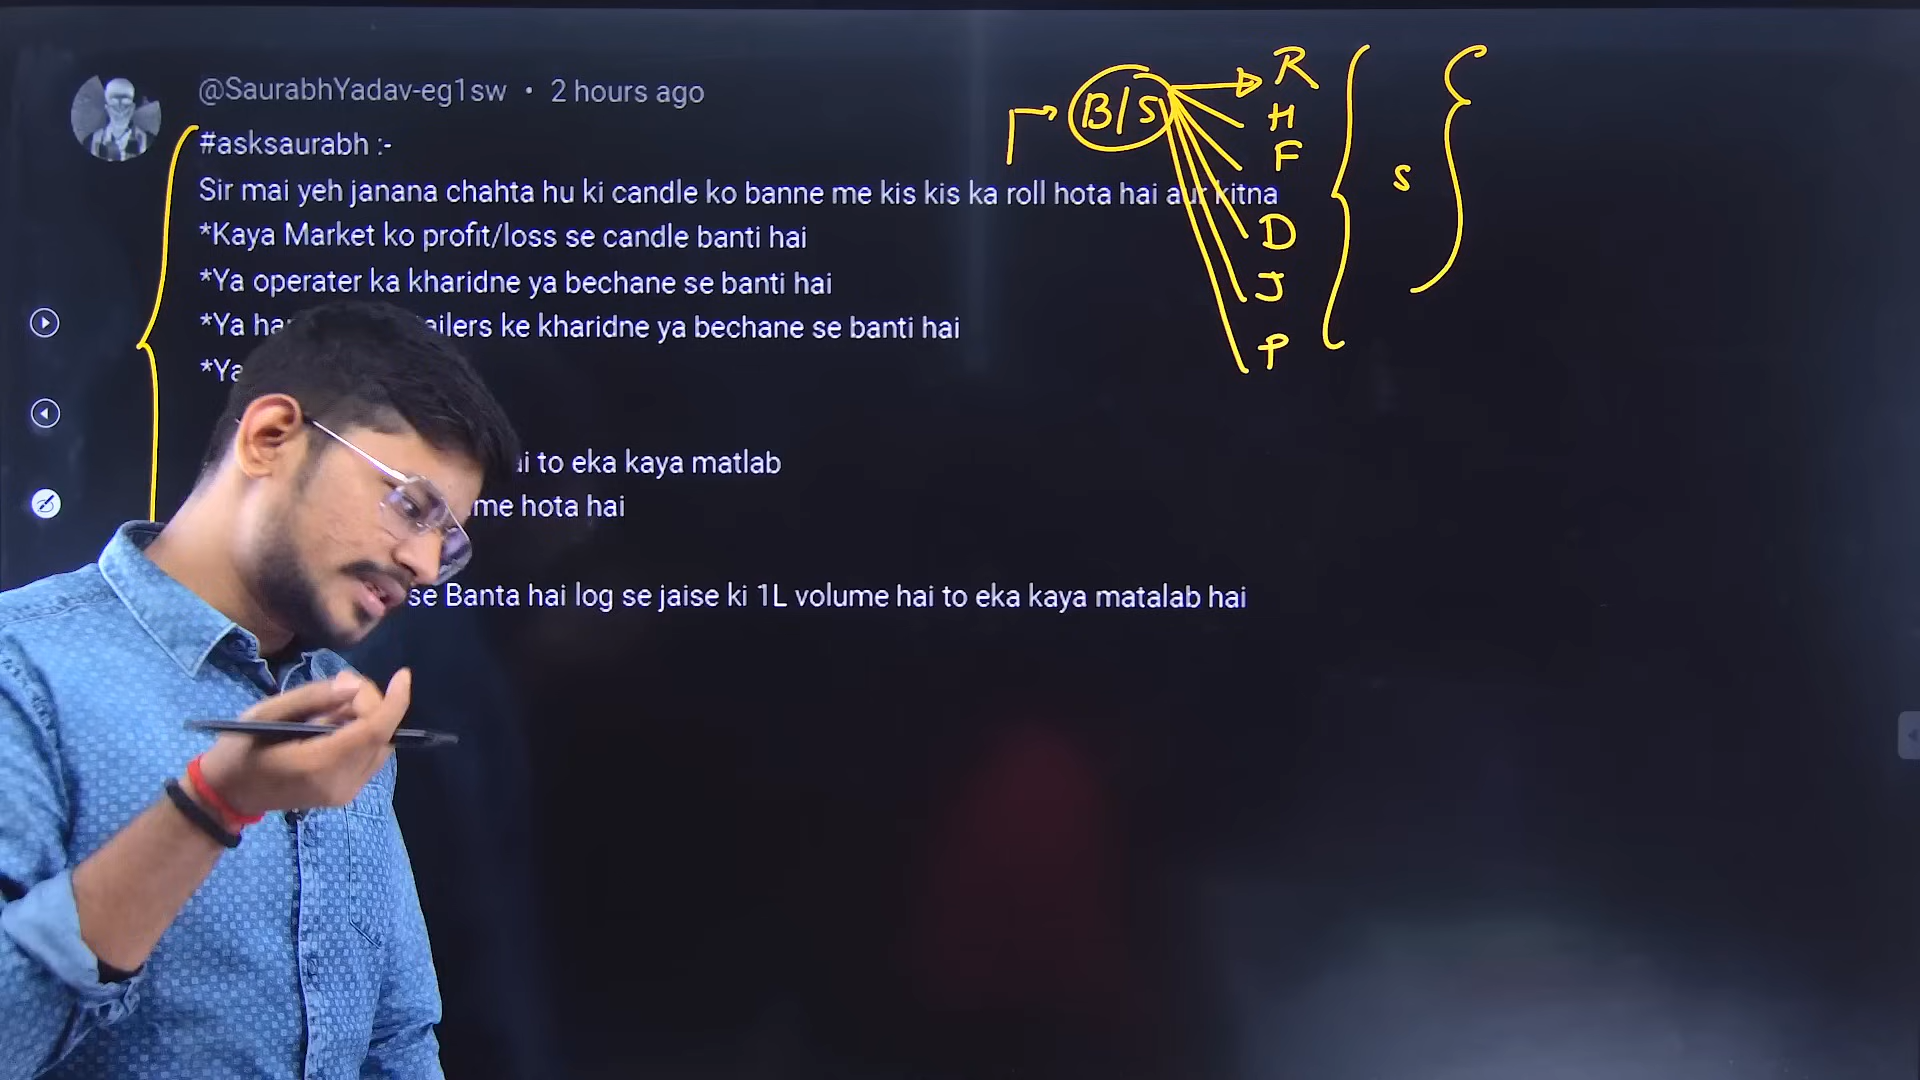 @SaurabhYadav-eg1sw • 2 hours ago
#asksaurabh :-
Sir mai yeh janana chahta hu ki candle ko banne me kis kis ka roll hota hai aur kitna
*Kaya Market ko profit/loss se candle banti hai
*Ya operater ka kharidne ya bechane se banti hai
*Ya ke kharidne ya bechane se banti hai
*Ya
to eka kaya matlab
hota hai
se Banta hai log se jaise ki 1L volume hai to eka kaya matalab hai
B/S
R
H
F
D
J
P
S